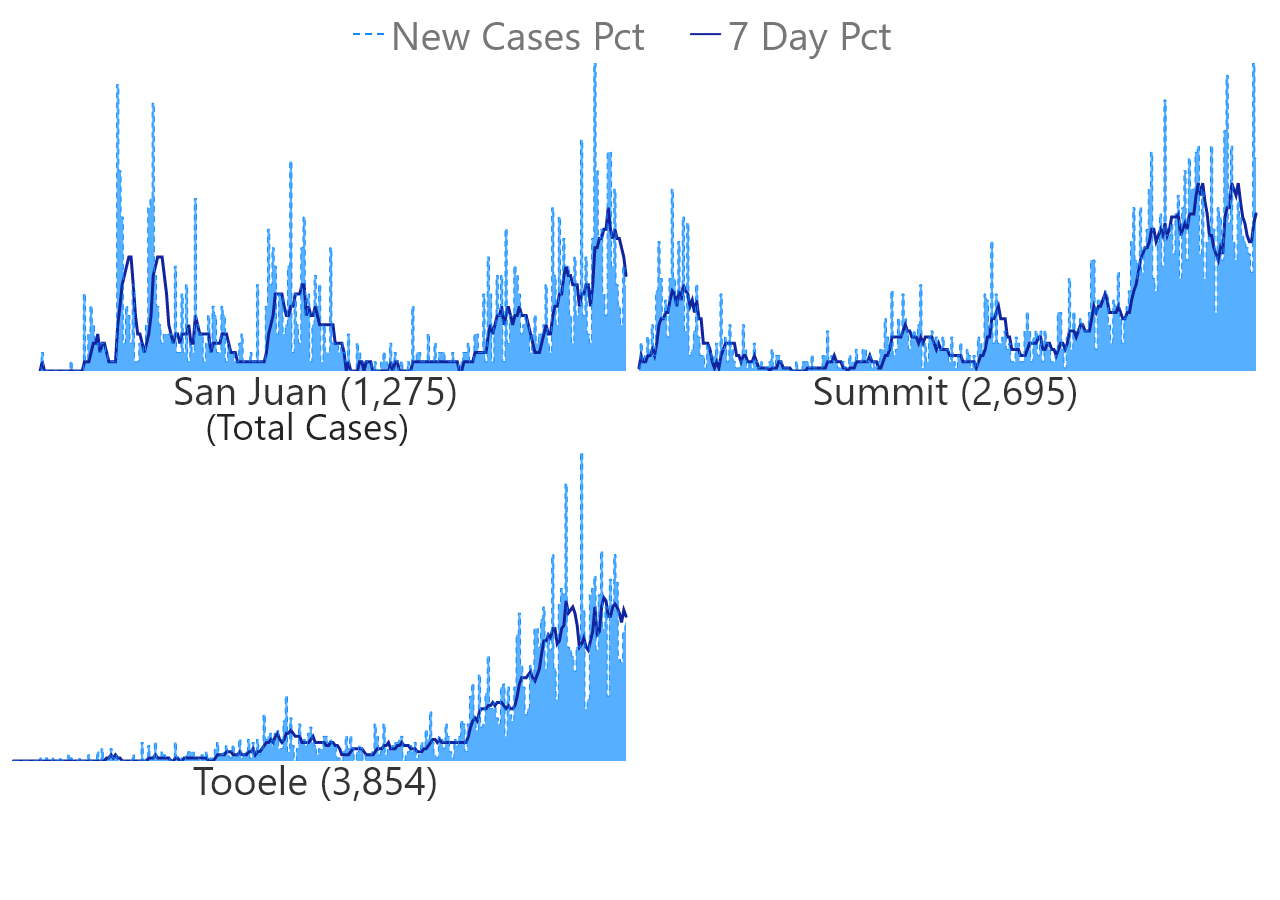 New Cases Pct 7 Day Pct
San Juan (1,275) Summit (2,695)
(Total Cases)
Tooele (3,854)